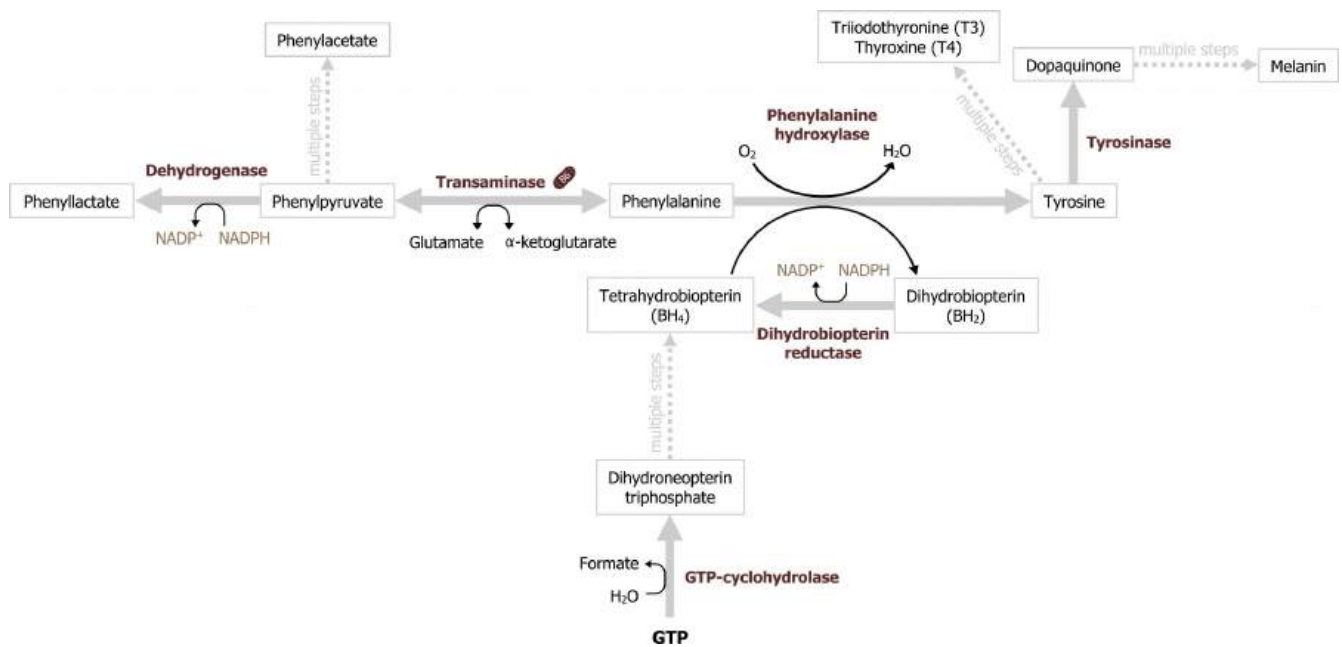 Phenylacetate
Triiodothyronine (T3)
Thyroxine (T4)
Dopaquinone
multiple steps
Melanin
multiple steps
multiple steps
Phenylalanine
hydroxylase
Tyrosinase
O₂
H₂O
Dehydrogenase
Transaminase
B6
Phenyllactate
Phenylpyruvate
Phenylalanine
Tyrosine
NADP⁺
NADPH
Glutamate
α-ketoglutarate
NADP⁺
NADPH
Tetrahydrobiopterin
(BH₄)
Dihydrobiopterin
(BH₂)
Dihydrobiopterin
reductase
multiple steps
Dihydroneopterin
triphosphate
Formate
H₂O
GTP-cyclohydrolase
GTP